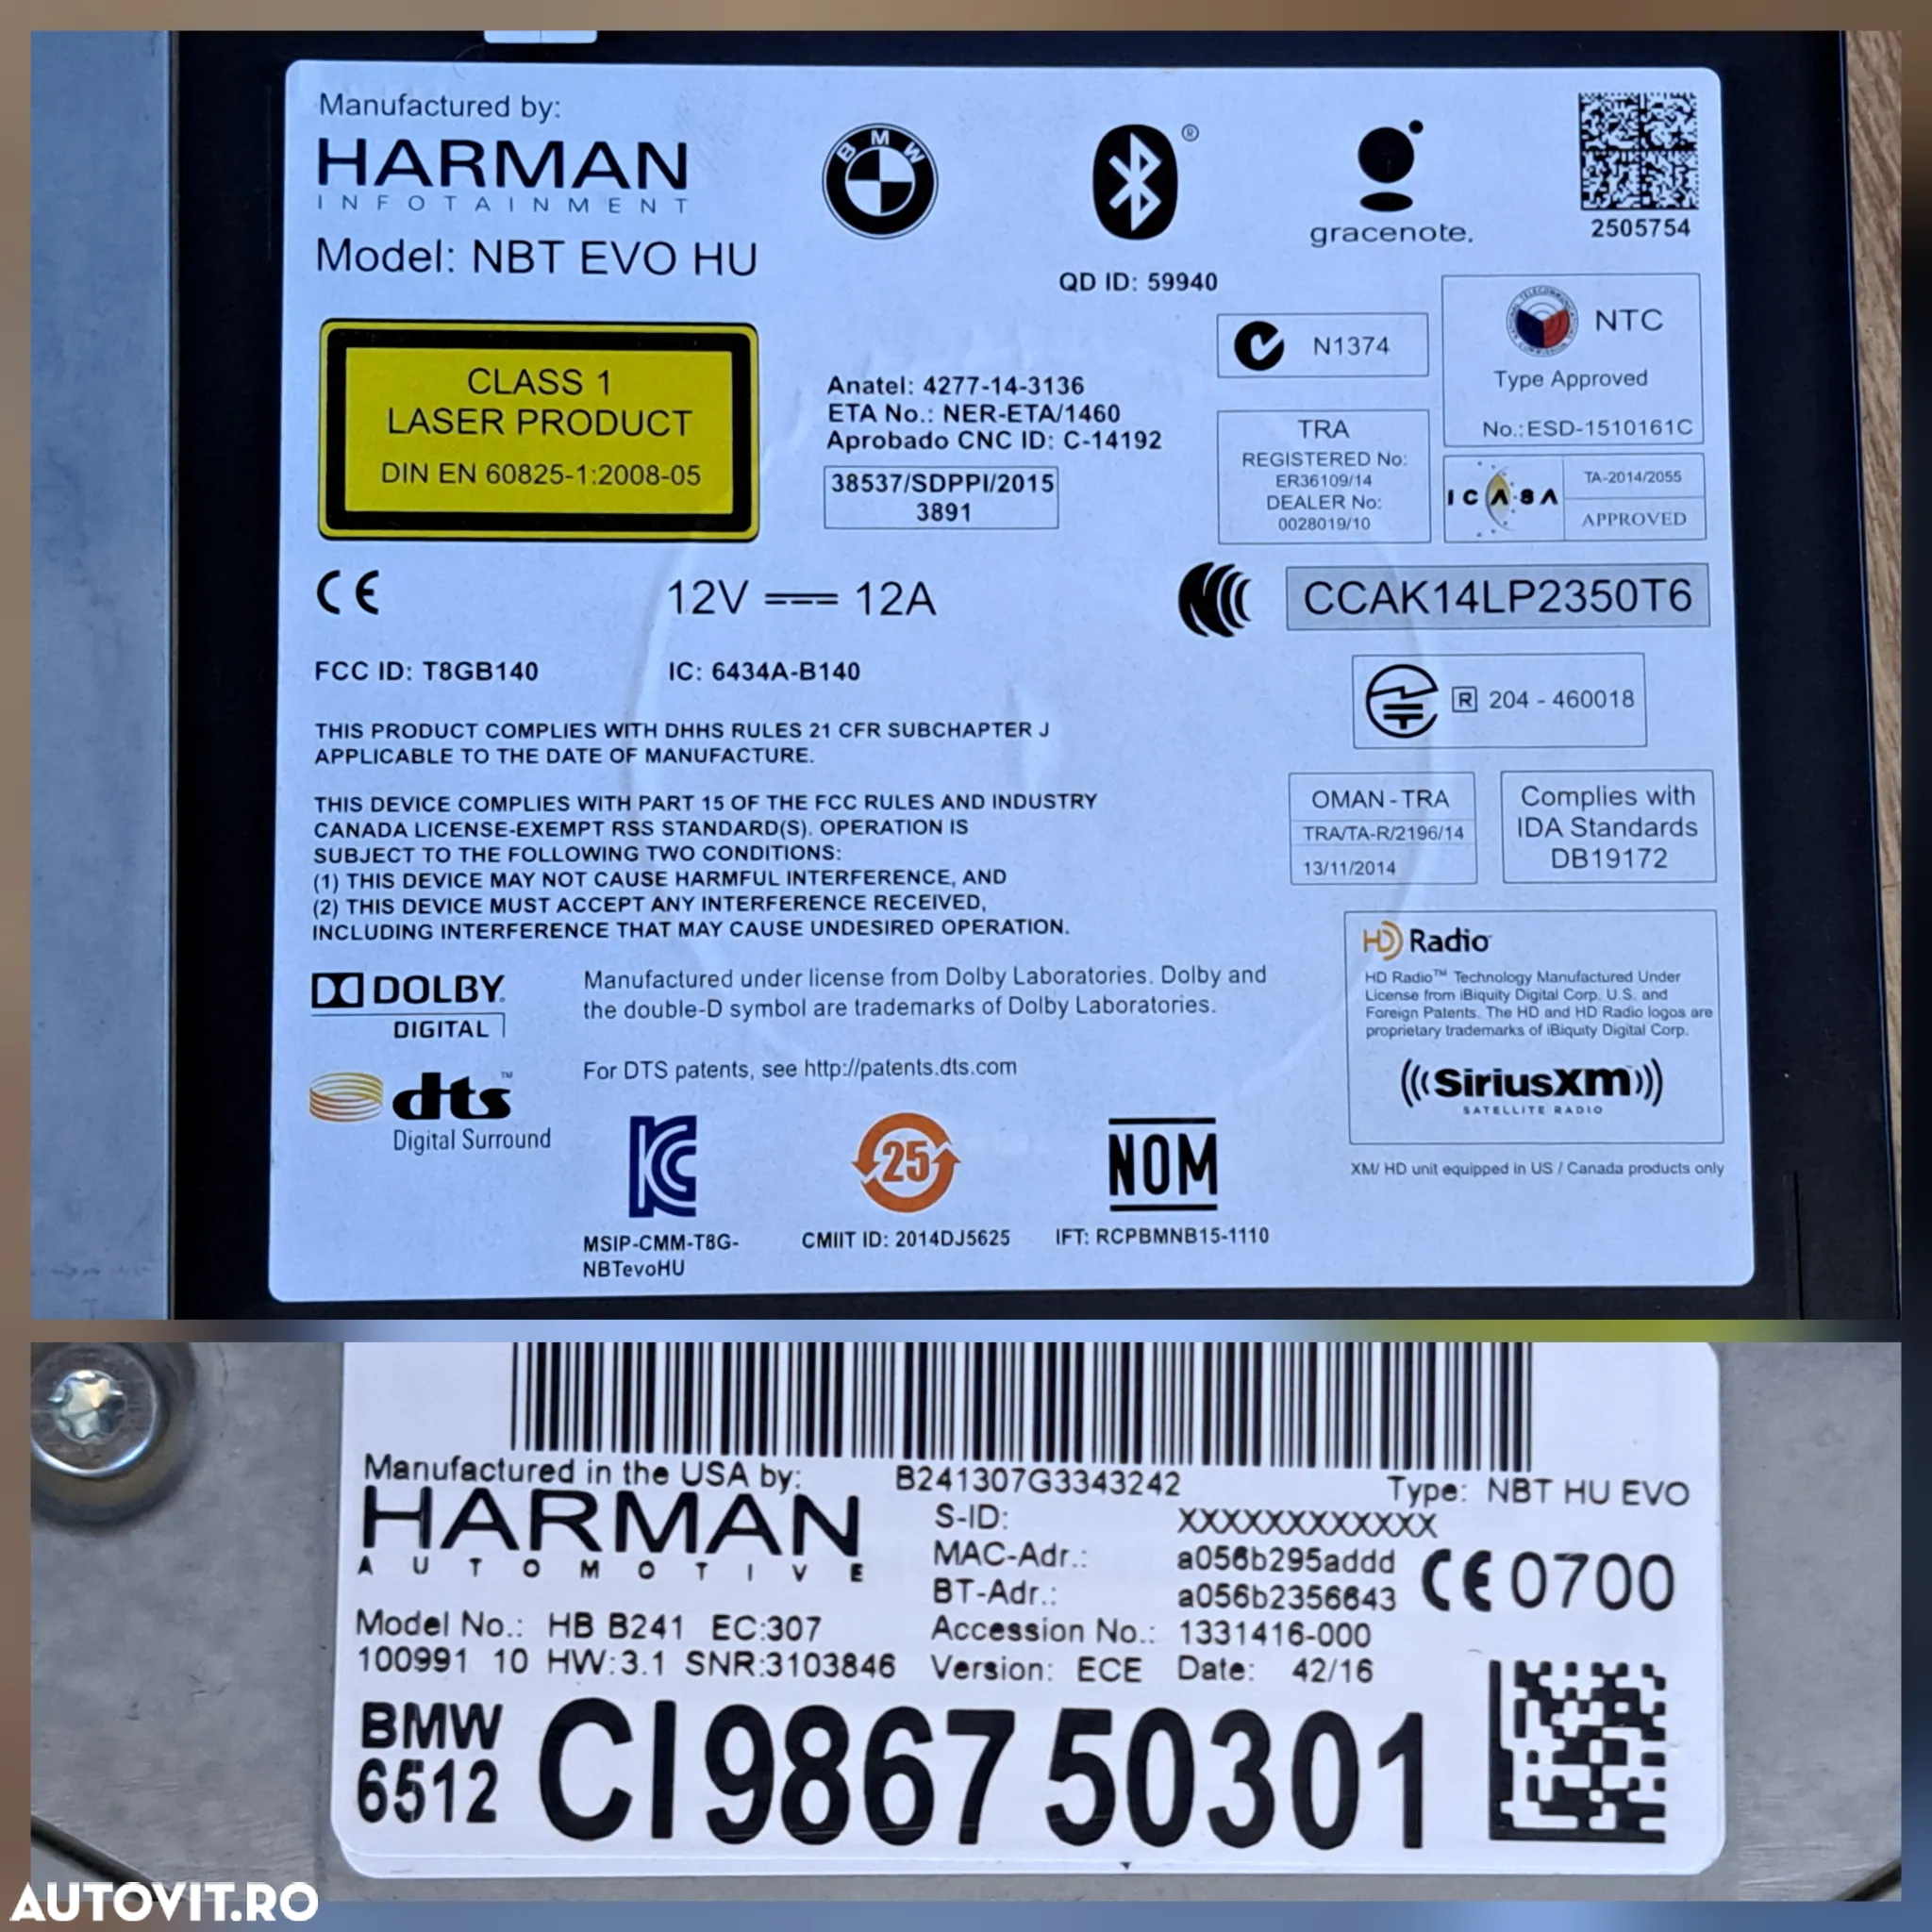 Manufactured by:
HARMAN
INFOTAINMENT
Model: NBT EVO HU
BMW
®
QD ID: 59940
gracenote.
2505754
CLASS 1
LASER PRODUCT
DIN EN 60825-1:2008-05
Anatel: 4277-14-3136
ETA No.: NER-ETA/1460
Aprobado CNC ID: C-14192
38537/SDPPI/2015
3891
N1374
NTC
Type Approved
No.:ESD-1510161C
TRA
REGISTERED No:
ER36109/14
DEALER No:
0028019/10
ICASA
TA-2014/2055
APPROVED
CE
12V 12A
CCAK14LP2350T6
FCC ID: T8GB140
IC: 6434A-B140
R 204 - 460018
THIS PRODUCT COMPLIES WITH DHHS RULES 21 CFR SUBCHAPTER J
APPLICABLE TO THE DATE OF MANUFACTURE.
THIS DEVICE COMPLIES WITH PART 15 OF THE FCC RULES AND INDUSTRY
CANADA LICENSE-EXEMPT RSS STANDARD(S). OPERATION IS
SUBJECT TO THE FOLLOWING TWO CONDITIONS:
(1) THIS DEVICE MAY NOT CAUSE HARMFUL INTERFERENCE, AND
(2) THIS DEVICE MUST ACCEPT ANY INTERFERENCE RECEIVED,
INCLUDING INTERFERENCE THAT MAY CAUSE UNDESIRED OPERATION.
OMAN - TRA
TRA/TA-R/2196/14
13/11/2014
Complies with
IDA Standards
DB19172
HD Radio
HD Radio™ Technology Manufactured Under
License from iBiquity Digital Corp. U.S. and
Foreign Patents. The HD and HD Radio logos are
proprietary trademarks of iBiquity Digital Corp.
SiriusXm
SATELLITE RADIO
XM/ HD unit equipped in US / Canada products only
DOLBY.
DIGITAL
Manufactured under license from Dolby Laboratories. Dolby and
the double-D symbol are trademarks of Dolby Laboratories.
dts™
Digital Surround
For DTS patents, see http://patents.dts.com
KC
MSIP-CMM-T8G-
NBTevoHU
25
CMIIT ID: 2014DJ5625
NOM
IFT: RCPBMNB15-1110
Manufactured in the USA by:
HARMAN
AUTOMOTIVE
B241307G3343242
Type: NBT HU EVO
S-ID: XXXXXXXXXXXX
MAC-Adr.: a056b295addd
BT-Adr.: a056b2356643
CE 0700
Model No.: HB B241 EC:307
Accession No.: 1331416-000
100991 10 HW:3.1 SNR:3103846
Version: ECE Date: 42/16
BMW
6512
CI 9867 50301
AUTOVIT.RO